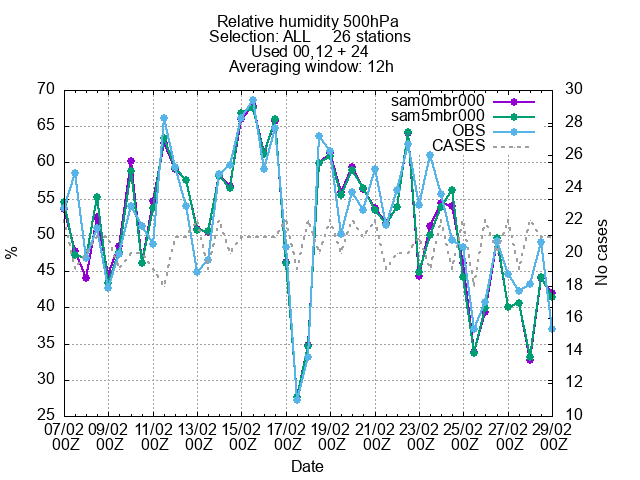 Relative humidity 500hPa
Selection: ALL 26 stations
Used 00,12 + 24
Averaging window: 12h
sam0mbr000
sam5mbr000
OBS
CASES
70
65
60
55
50
45
40
35
30
25
%
30
28
26
24
22
20
18
16
14
12
10
No cases
07/02 09/02 11/02 13/02 15/02 17/02 19/02 21/02 23/02 25/02 27/02 29/02
00Z 00Z 00Z 00Z 00Z 00Z 00Z 00Z 00Z 00Z 00Z 00Z
Date